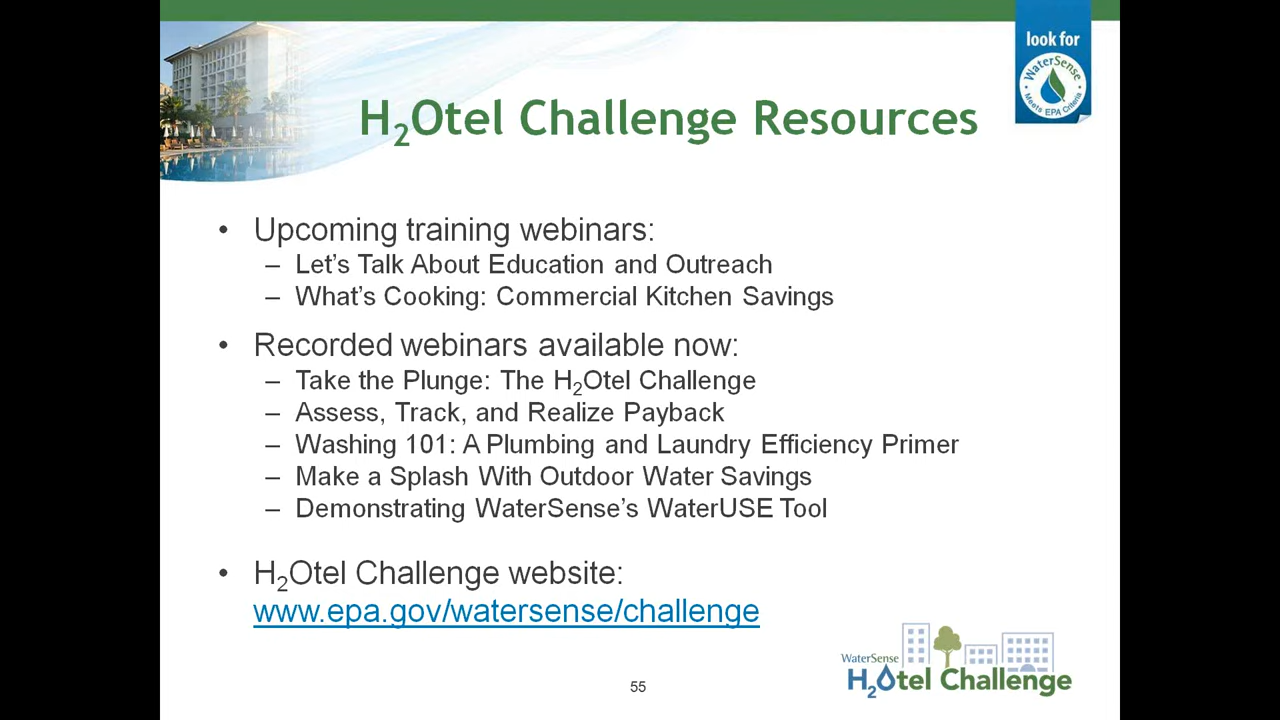 look for
WaterSense
Meets EPA Criteria
H₂Otel Challenge Resources
• Upcoming training webinars:
– Let’s Talk About Education and Outreach
– What’s Cooking: Commercial Kitchen Savings
• Recorded webinars available now:
– Take the Plunge: The H₂Otel Challenge
– Assess, Track, and Realize Payback
– Washing 101: A Plumbing and Laundry Efficiency Primer
– Make a Splash With Outdoor Water Savings
– Demonstrating WaterSense’s WaterUSE Tool
• H₂Otel Challenge website:
www.epa.gov/watersense/challenge
WaterSense
H₂Otel Challenge
55